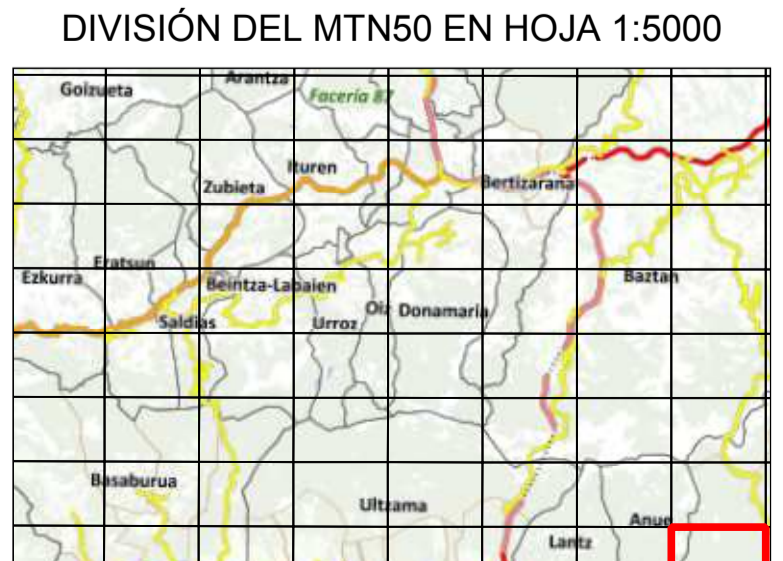 DIVISIÓN DEL MTN50 EN HOJA 1:5000
Goizueta
Arantza
Facería 87
Ituren
Zubieta
Bertizarana
Eratsun
Ezkurra
Beintza-Labaien
Baztan
Oiz
Donamaria
Saldias
Urroz
Basaburua
Ultzama
Anue
Lantz